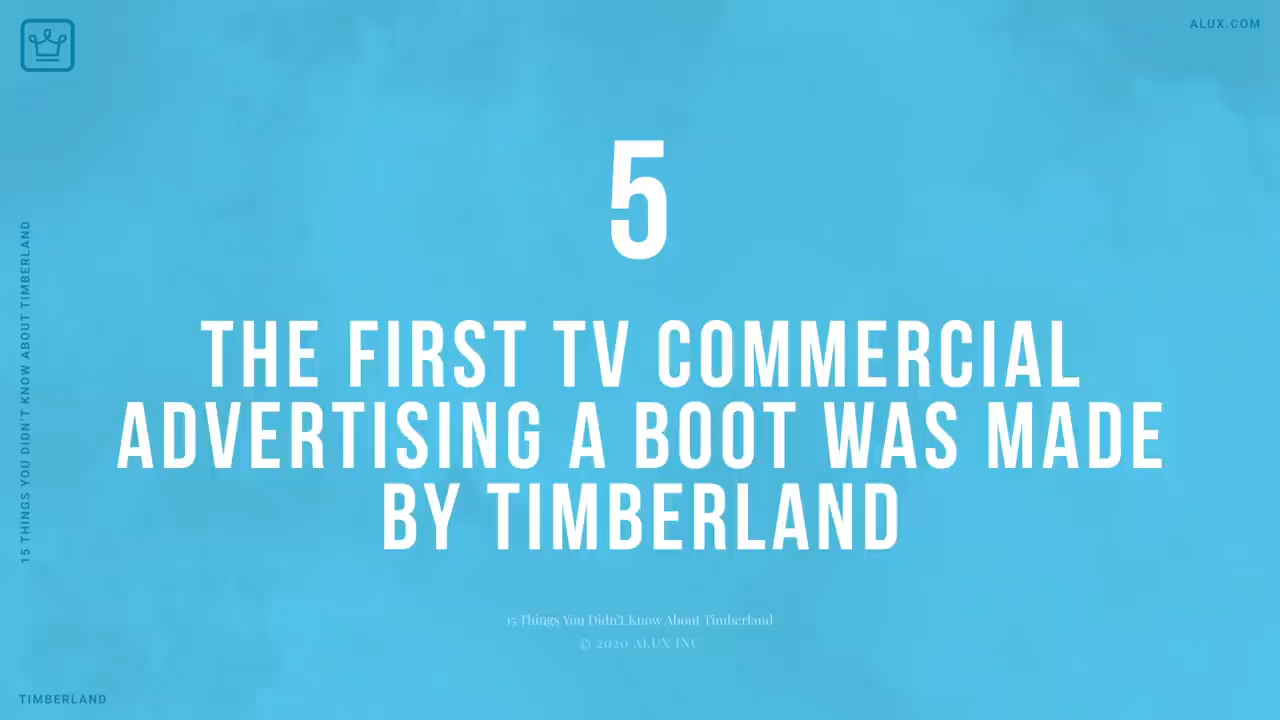 ALUX.COM
15 THINGS YOU DIDN'T KNOW ABOUT TIMBERLAND
5
THE FIRST TV COMMERCIAL
ADVERTISING A BOOT WAS MADE
BY TIMBERLAND
15 Things You Didn't Know About Timberland
© 2020 ALUX INC
TIMBERLAND